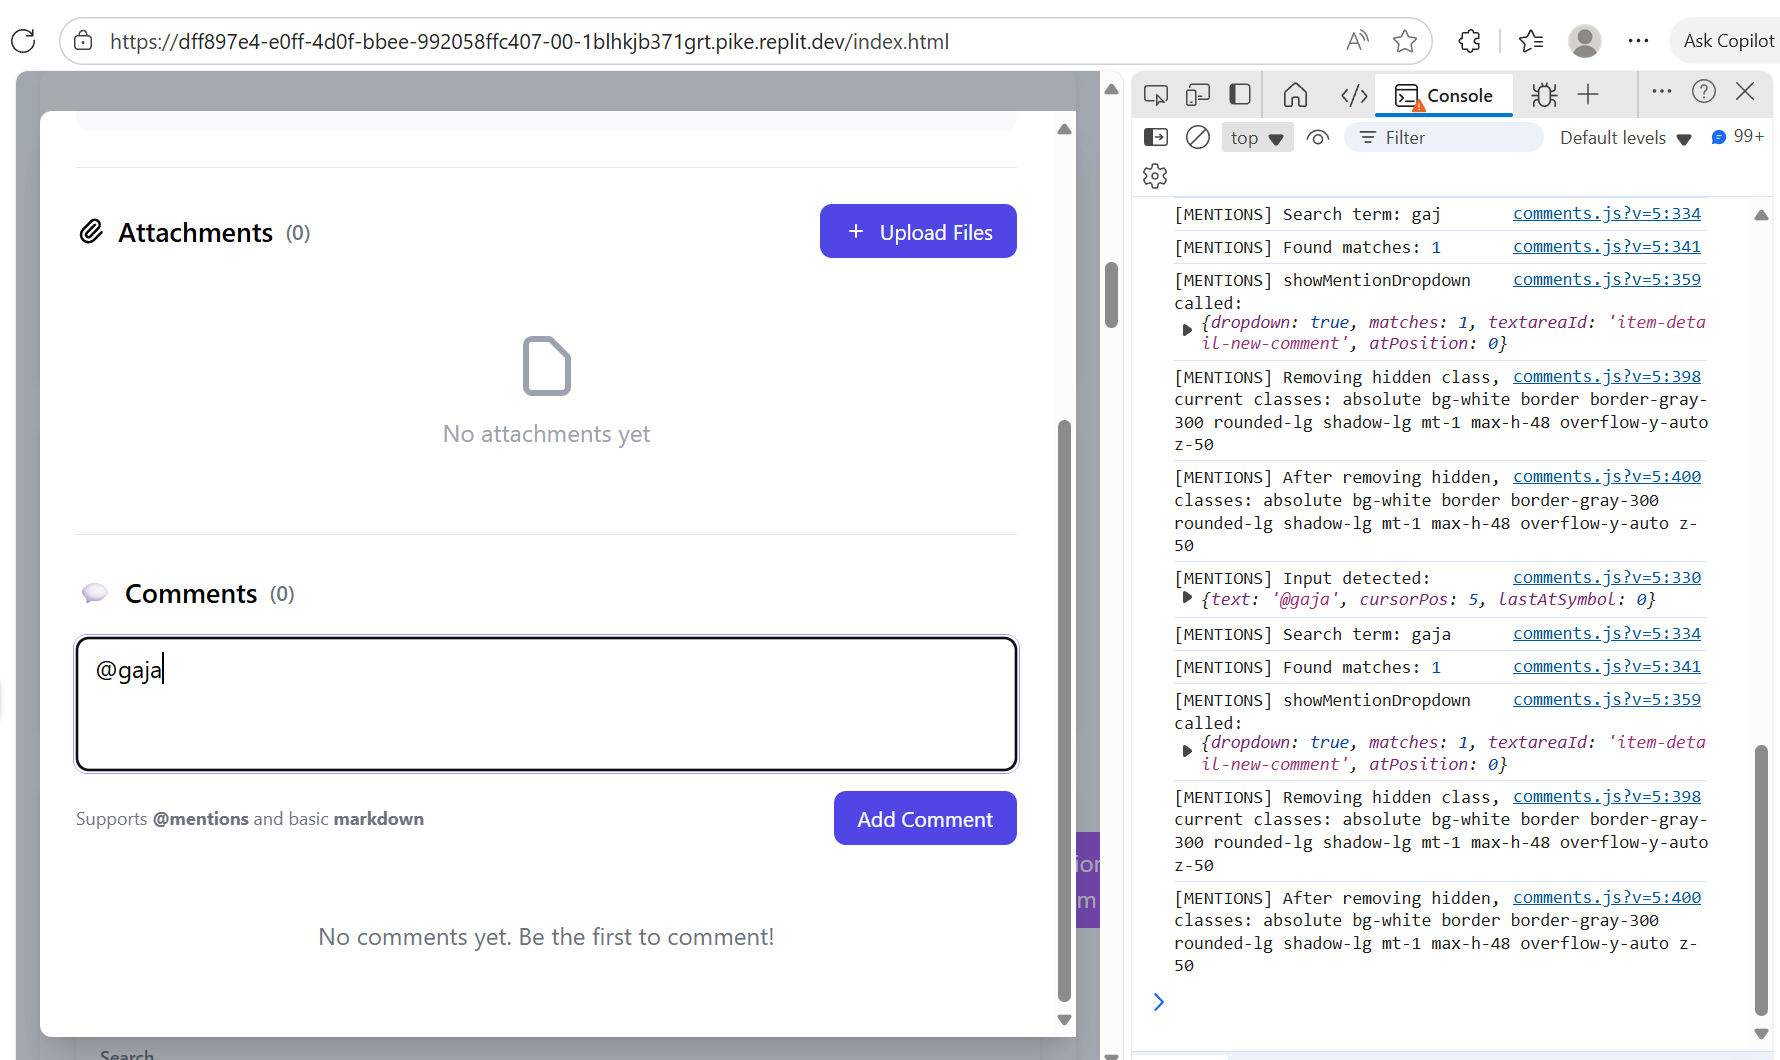 https://dff897e4-e0ff-4d0f-bbee-992058ffc407-00-1blhkjb371grt.pike.replit.dev/index.html
Ask Copilot
Attachments (0)
+ Upload Files
No attachments yet
Comments (0)
@gaja
Supports @mentions and basic markdown
Add Comment
No comments yet. Be the first to comment!
ion
m
Search
Console
top
Filter
Default levels
99+
[MENTIONS] Search term: gaj comments.js?v=5:334
[MENTIONS] Found matches: 1 comments.js?v=5:341
[MENTIONS] showMentionDropdown comments.js?v=5:359
called:
{dropdown: true, matches: 1, textareaId: 'item-deta
il-new-comment', atPosition: 0}
[MENTIONS] Removing hidden class, comments.js?v=5:398
current classes: absolute bg-white border border-gray-
300 rounded-lg shadow-lg mt-1 max-h-48 overflow-y-auto
z-50
[MENTIONS] After removing hidden, comments.js?v=5:400
classes: absolute bg-white border border-gray-300
rounded-lg shadow-lg mt-1 max-h-48 overflow-y-auto z-
50
[MENTIONS] Input detected: comments.js?v=5:330
{text: '@gaja', cursorPos: 5, lastAtSymbol: 0}
[MENTIONS] Search term: gaja comments.js?v=5:334
[MENTIONS] Found matches: 1 comments.js?v=5:341
[MENTIONS] showMentionDropdown comments.js?v=5:359
called:
{dropdown: true, matches: 1, textareaId: 'item-deta
il-new-comment', atPosition: 0}
[MENTIONS] Removing hidden class, comments.js?v=5:398
current classes: absolute bg-white border border-gray-
300 rounded-lg shadow-lg mt-1 max-h-48 overflow-y-auto
z-50
[MENTIONS] After removing hidden, comments.js?v=5:400
classes: absolute bg-white border border-gray-300
rounded-lg shadow-lg mt-1 max-h-48 overflow-y-auto z-
50